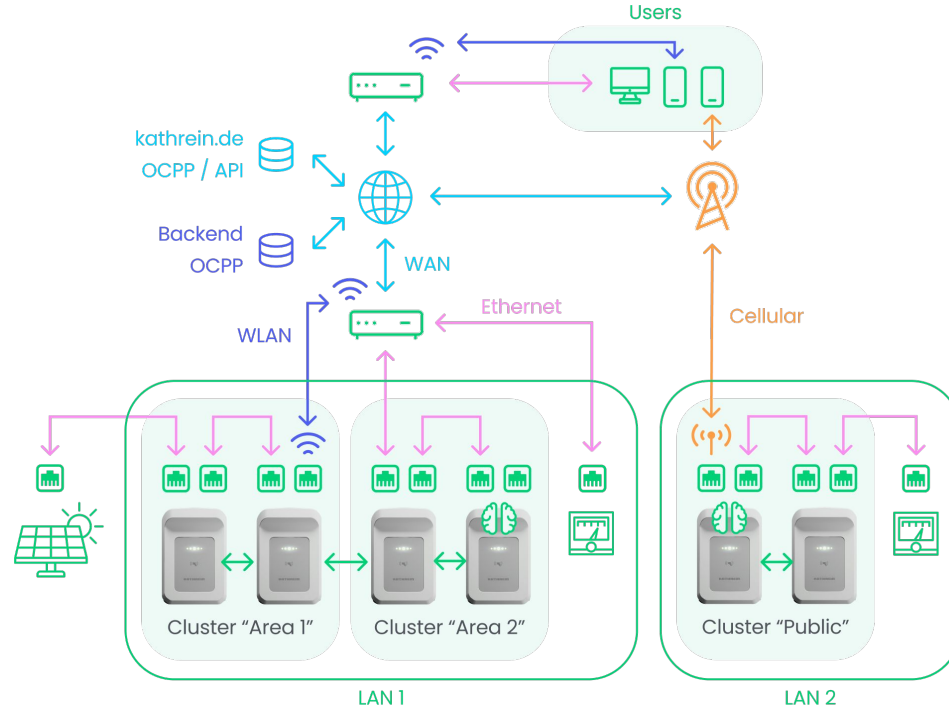 Users
kathrein.de
OCPP / API
Backend
OCPP
WAN
Ethernet
WLAN
Cellular
Cluster “Area 1”
Cluster “Area 2”
Cluster “Public”
LAN 1
LAN 2